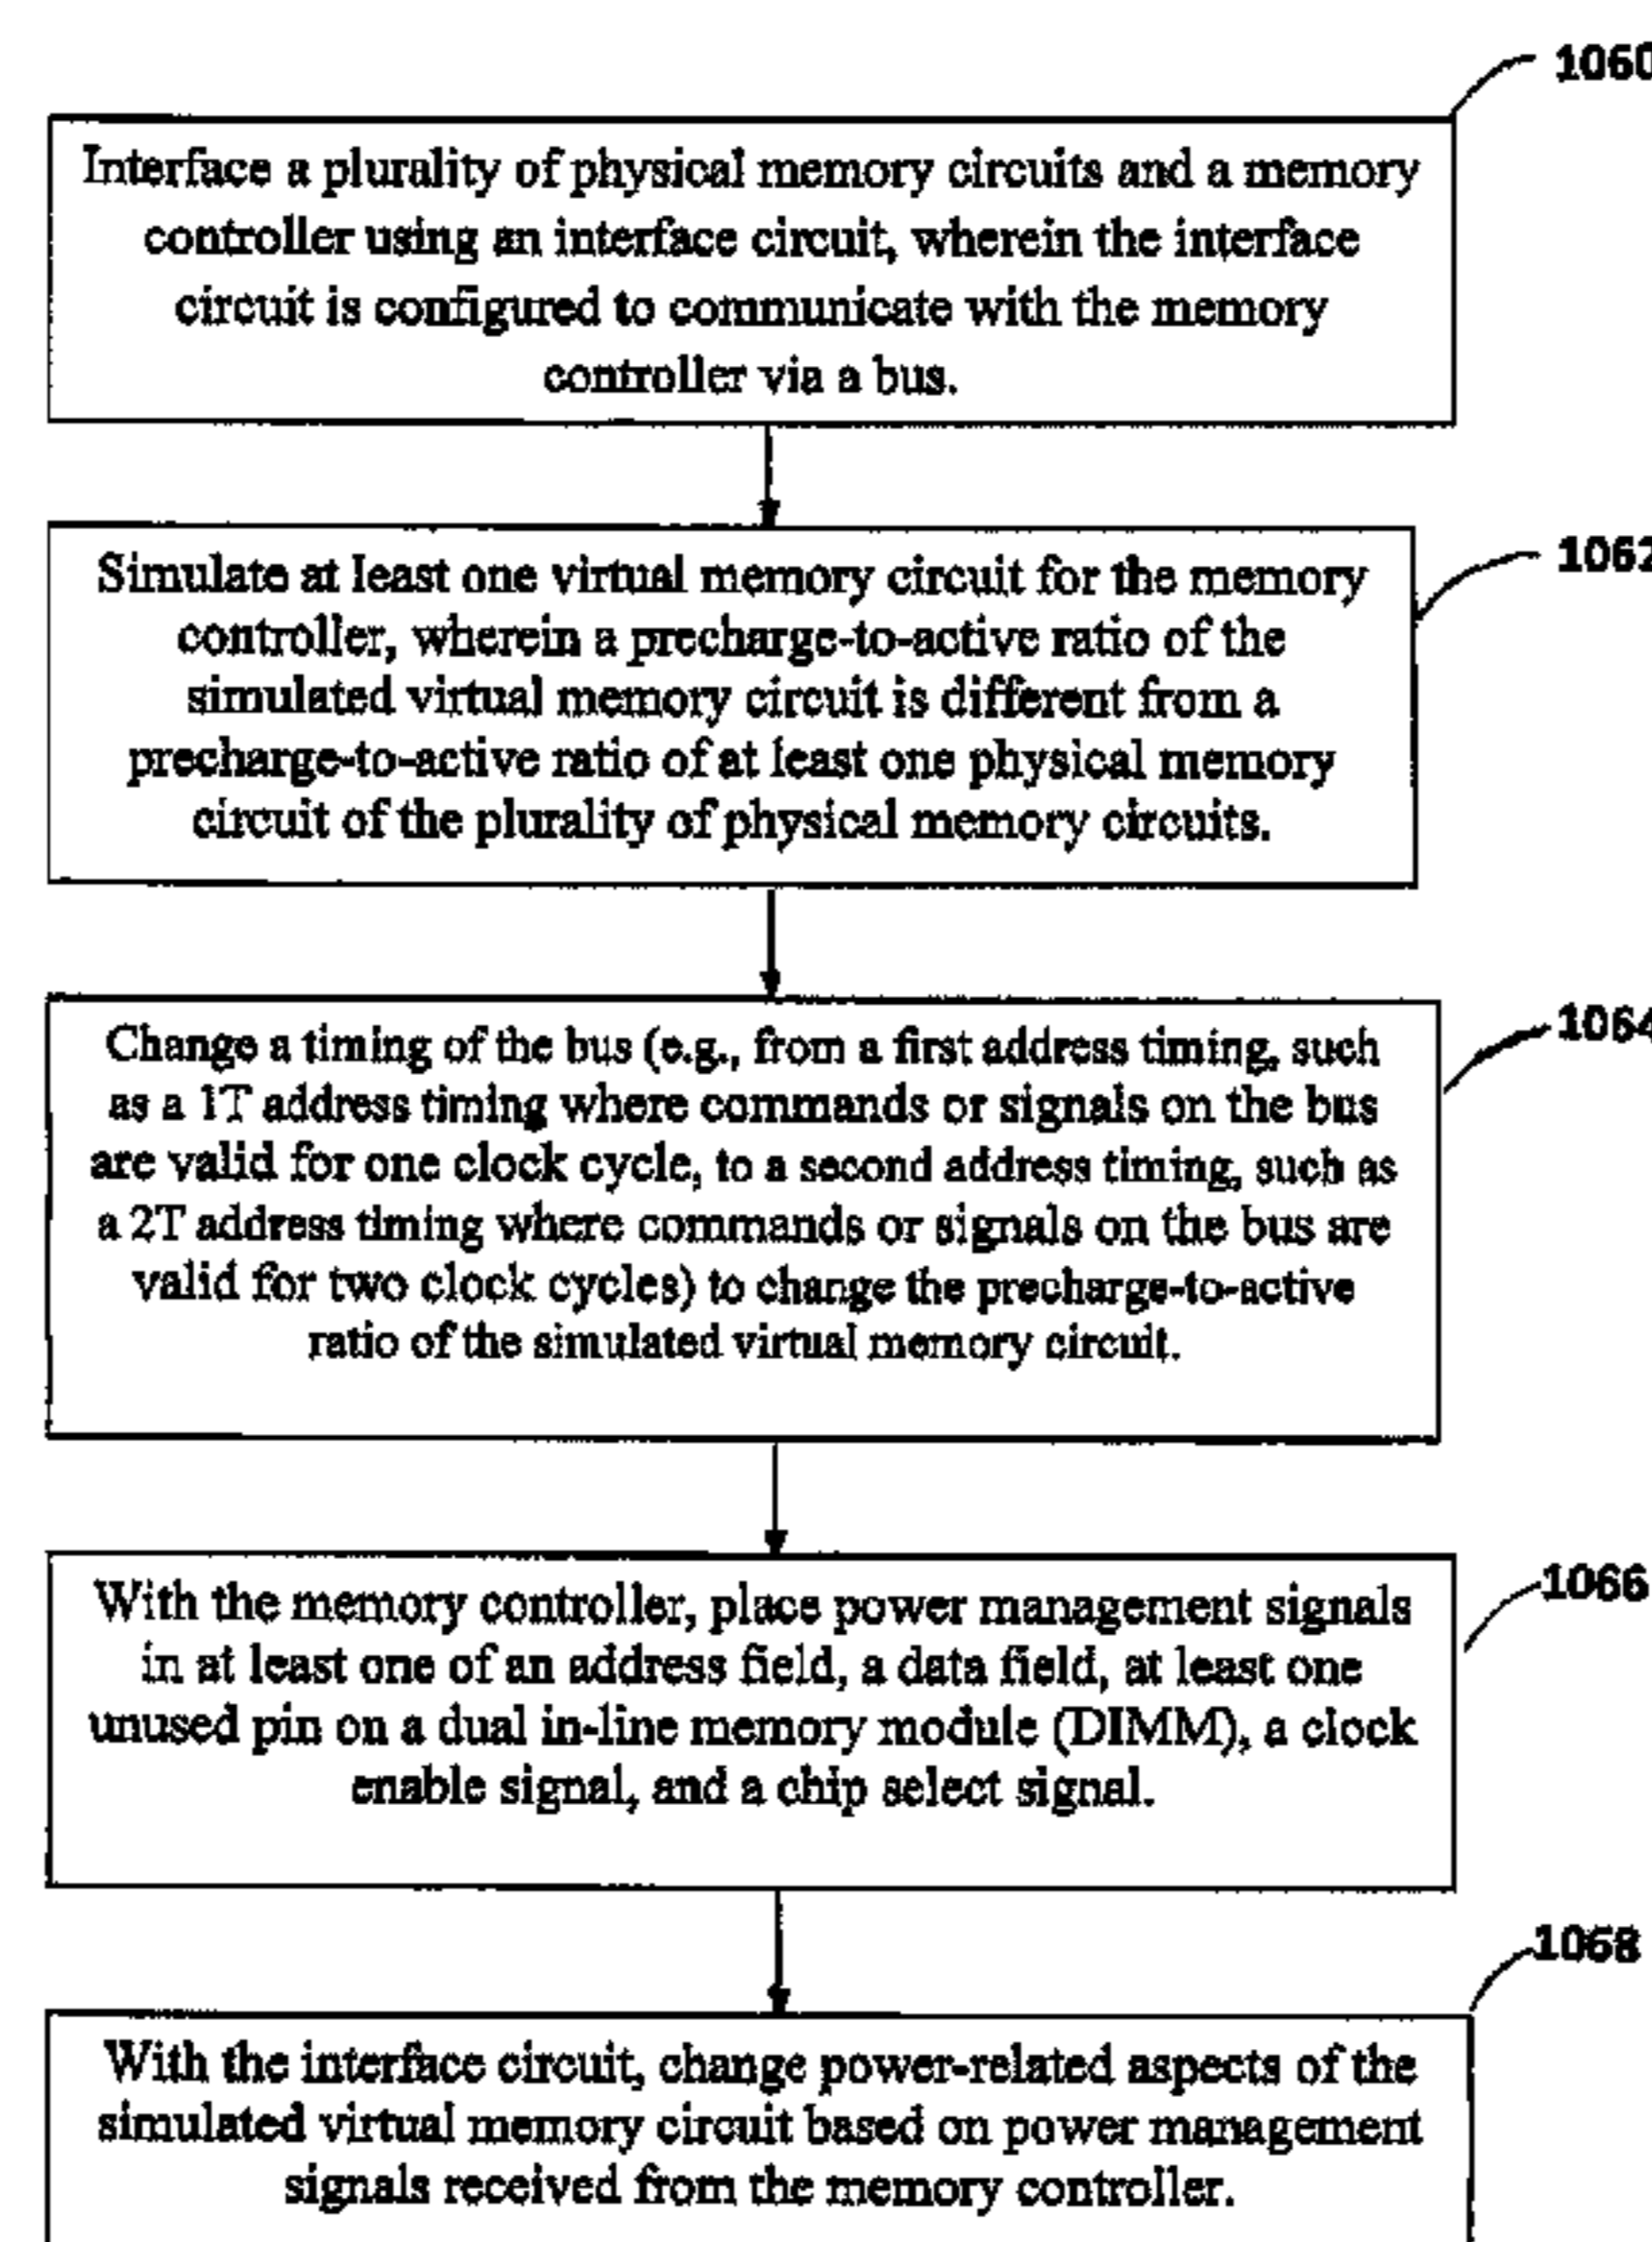 1060
Interface a plurality of physical memory circuits and a memory
controller using an interface circuit, wherein the interface
circuit is configured to communicate with the memory
controller via a bus.
1062
Simulate at least one virtual memory circuit for the memory
controller, wherein a precharge-to-active ratio of the
simulated virtual memory circuit is different from a
precharge-to-active ratio of at least one physical memory
circuit of the plurality of physical memory circuits.
1064
Change a timing of the bus (e.g., from a first address timing, such
as a 1T address timing where commands or signals on the bus
are valid for one clock cycle, to a second address timing, such as
a 2T address timing where commands or signals on the bus are
valid for two clock cycles) to change the precharge-to-active
ratio of the simulated virtual memory circuit.
1066
With the memory controller, place power management signals
in at least one of an address field, a data field, at least one
unused pin on a dual in-line memory module (DIMM), a clock
enable signal, and a chip select signal.
1068
With the interface circuit, change power-related aspects of the
simulated virtual memory circuit based on power management
signals received from the memory controller.